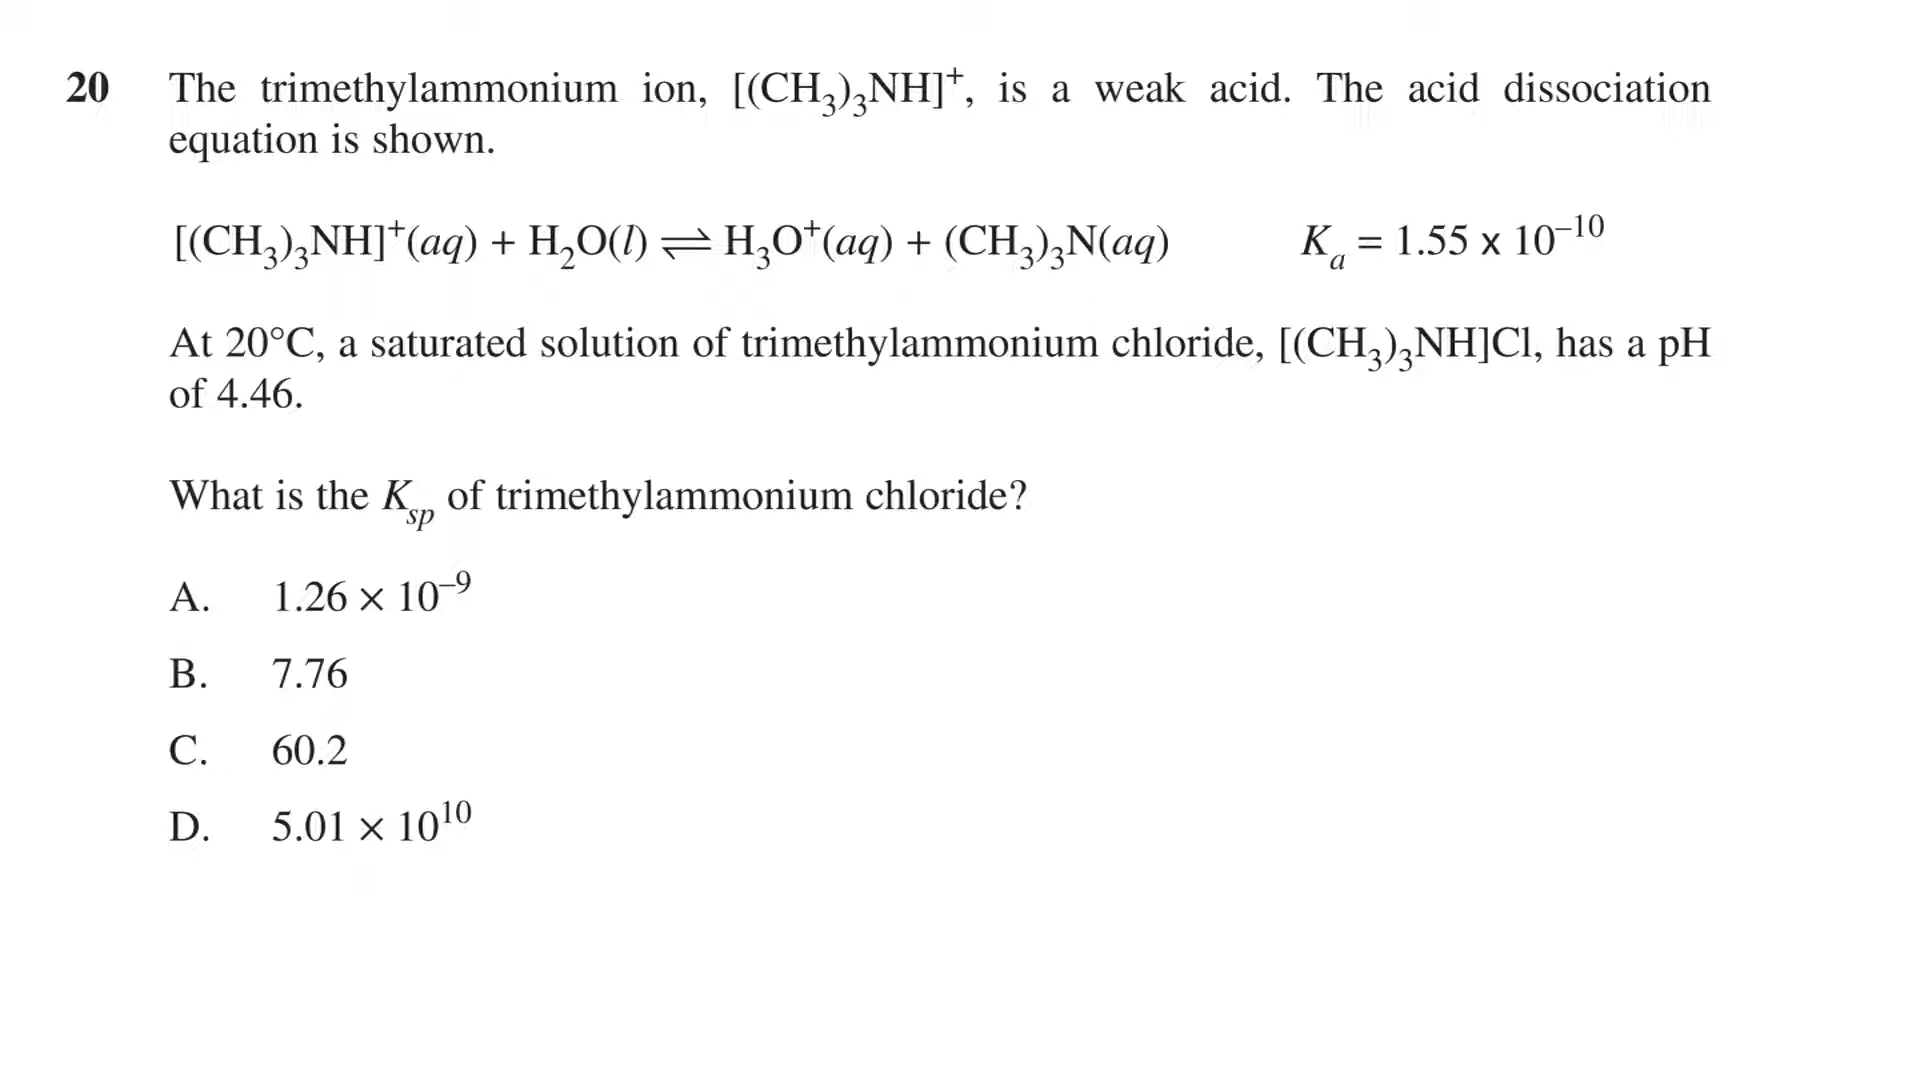 20 The trimethylammonium ion, [(CH₃)₃NH]⁺, is a weak acid. The acid dissociation
equation is shown.
[(CH₃)₃NH]⁺(aq) + H₂O(l) ⇌ H₃O⁺(aq) + (CH₃)₃N(aq) Kₐ = 1.55 x 10⁻¹⁰
At 20°C, a saturated solution of trimethylammonium chloride, [(CH₃)₃NH]Cl, has a pH
of 4.46.
What is the Kₛₚ of trimethylammonium chloride?
A. 1.26 × 10⁻⁹
B. 7.76
C. 60.2
D. 5.01 × 10¹⁰